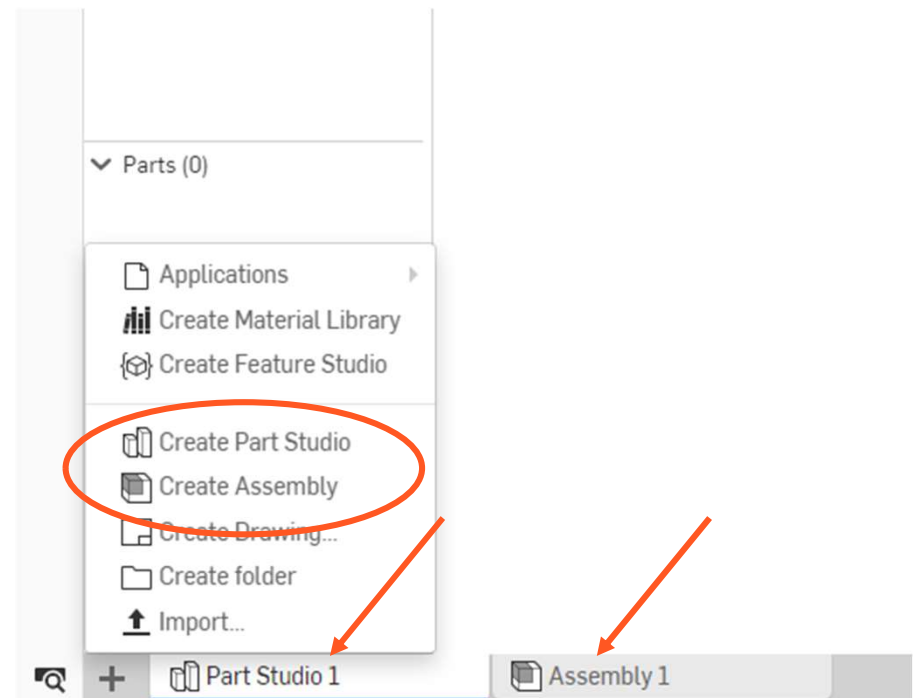 Parts (0)
Applications
Create Material Library
Create Feature Studio
Create Part Studio
Create Assembly
Create Drawing...
Create folder
Import...
Part Studio 1
Assembly 1